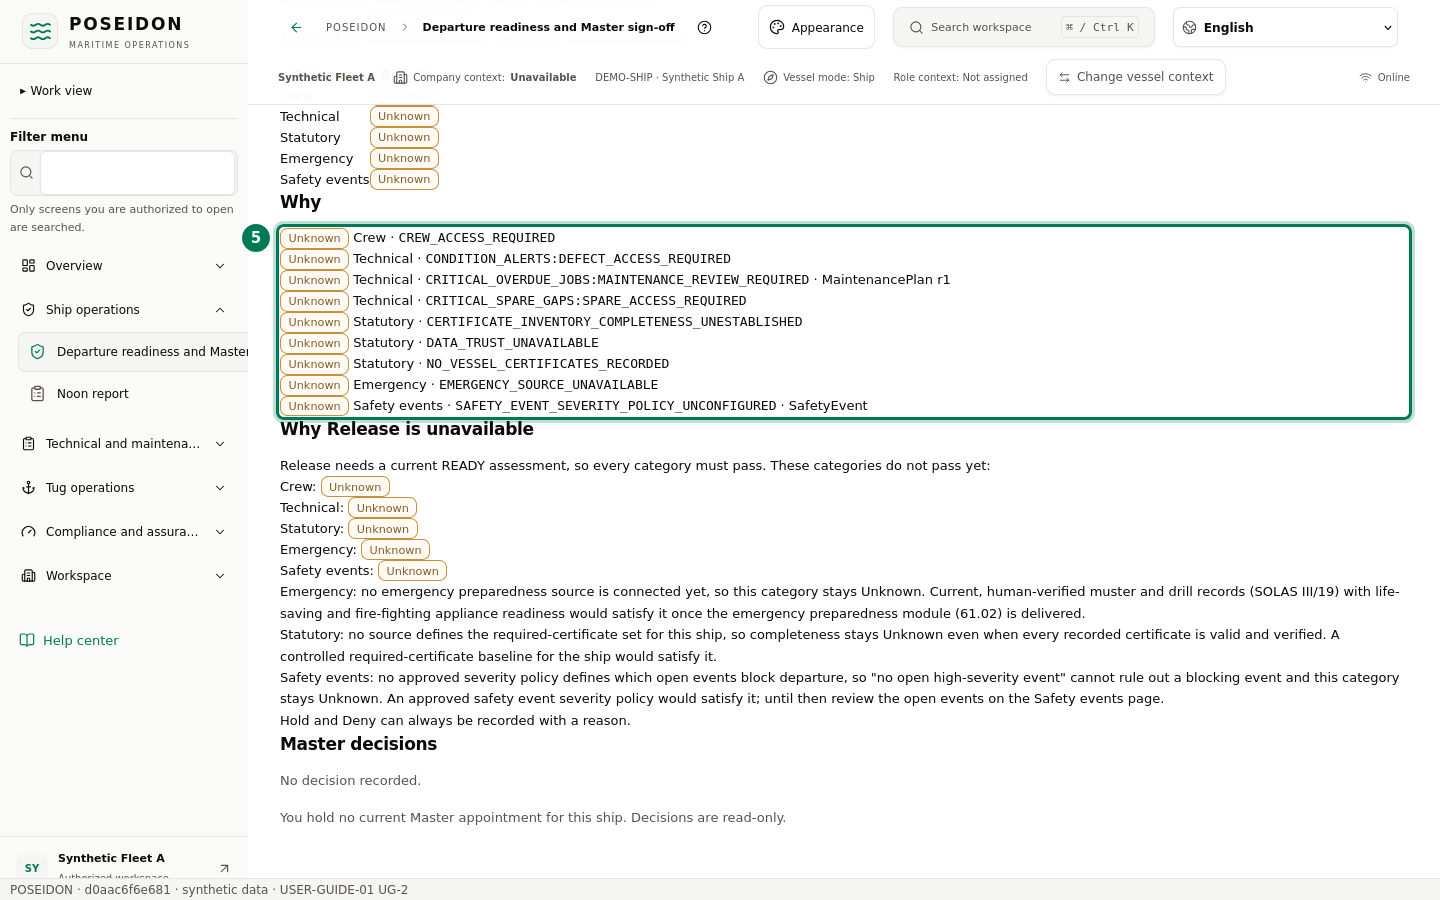 POSEIDON
MARITIME OPERATIONS
Work view
Filter menu
Only screens you are authorized to open
are searched.
Overview
Ship operations
Departure readiness and Master
Noon report
Technical and maintena…
Tug operations
Compliance and assura…
Workspace
Help center
SY
Synthetic Fleet A
Authorized workspace
POSEIDON
Departure readiness and Master sign-off
Appearance
Search workspace
⌘ / Ctrl K
English
Synthetic Fleet A
Company context: Unavailable
DEMO-SHIP · Synthetic Ship A
Vessel mode: Ship
Role context: Not assigned
Change vessel context
Online
Technical Unknown
Statutory Unknown
Emergency Unknown
Safety events Unknown
Why
5
Unknown Crew · CREW_ACCESS_REQUIRED
Unknown Technical · CONDITION_ALERTS:DEFECT_ACCESS_REQUIRED
Unknown Technical · CRITICAL_OVERDUE_JOBS:MAINTENANCE_REVIEW_REQUIRED · MaintenancePlan r1
Unknown Technical · CRITICAL_SPARE_GAPS:SPARE_ACCESS_REQUIRED
Unknown Statutory · CERTIFICATE_INVENTORY_COMPLETENESS_UNESTABLISHED
Unknown Statutory · DATA_TRUST_UNAVAILABLE
Unknown Statutory · NO_VESSEL_CERTIFICATES_RECORDED
Unknown Emergency · EMERGENCY_SOURCE_UNAVAILABLE
Unknown Safety events · SAFETY_EVENT_SEVERITY_POLICY_UNCONFIGURED · SafetyEvent
Why Release is unavailable
Release needs a current READY assessment, so every category must pass. These categories do not pass yet:
Crew: Unknown
Technical: Unknown
Statutory: Unknown
Emergency: Unknown
Safety events: Unknown
Emergency: no emergency preparedness source is connected yet, so this category stays Unknown. Current, human-verified muster and drill records (SOLAS III/19) with life-
saving and fire-fighting appliance readiness would satisfy it once the emergency preparedness module (61.02) is delivered.
Statutory: no source defines the required-certificate set for this ship, so completeness stays Unknown even when every recorded certificate is valid and verified. A
controlled required-certificate baseline for the ship would satisfy it.
Safety events: no approved severity policy defines which open events block departure, so "no open high-severity event" cannot rule out a blocking event and this category
stays Unknown. An approved safety event severity policy would satisfy it; until then review the open events on the Safety events page.
Hold and Deny can always be recorded with a reason.
Master decisions
No decision recorded.
You hold no current Master appointment for this ship. Decisions are read-only.
POSEIDON · d0aac6f6e681 · synthetic data · USER-GUIDE-01 UG-2